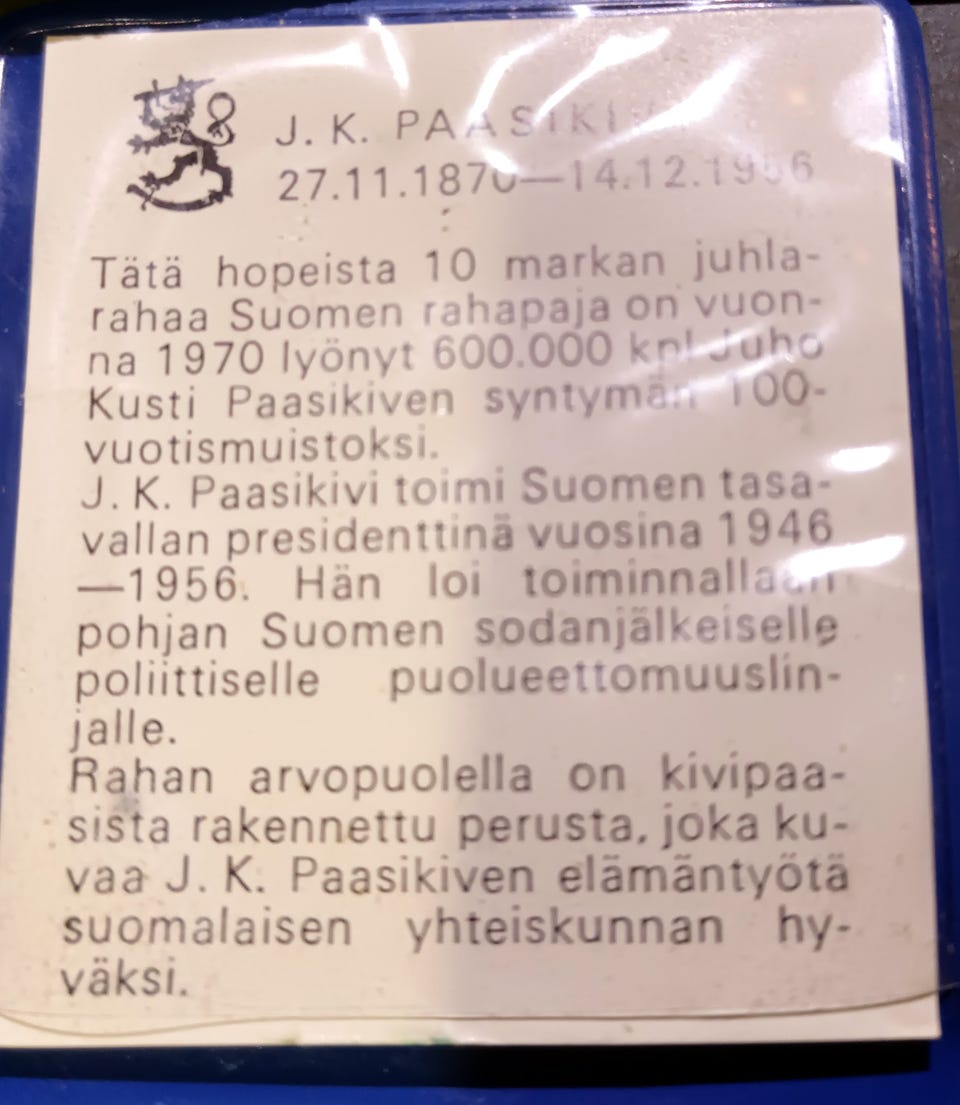 J. K. PAASIKIVI
27.11.1870—14.12.1956
Tätä hopeista 10 markan juhla-
rahaa Suomen rahapaja on vuon-
na 1970 lyönyt 600.000 kpl Juho
Kusti Paasikiven syntymän 100-
vuotismuistoksi.
J. K. Paasikivi toimi Suomen tasa-
vallan presidenttinä vuosina 1946
—1956. Hän loi toiminnallaan
pohjan Suomen sodanjälkeiselle
poliittiselle puolueettomuuslin-
jalle.
Rahan arvopuolella on kivipaa-
sista rakennettu perusta, joka ku-
vaa J. K. Paasikiven elämäntyötä
suomalaisen yhteiskunnan hy-
väksi.